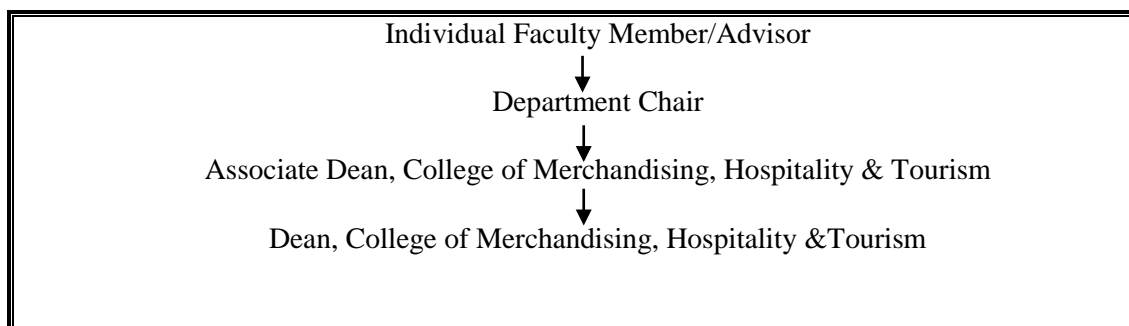 Individual Faculty Member/Advisor
Department Chair
Associate Dean, College of Merchandising, Hospitality & Tourism
Dean, College of Merchandising, Hospitality &Tourism